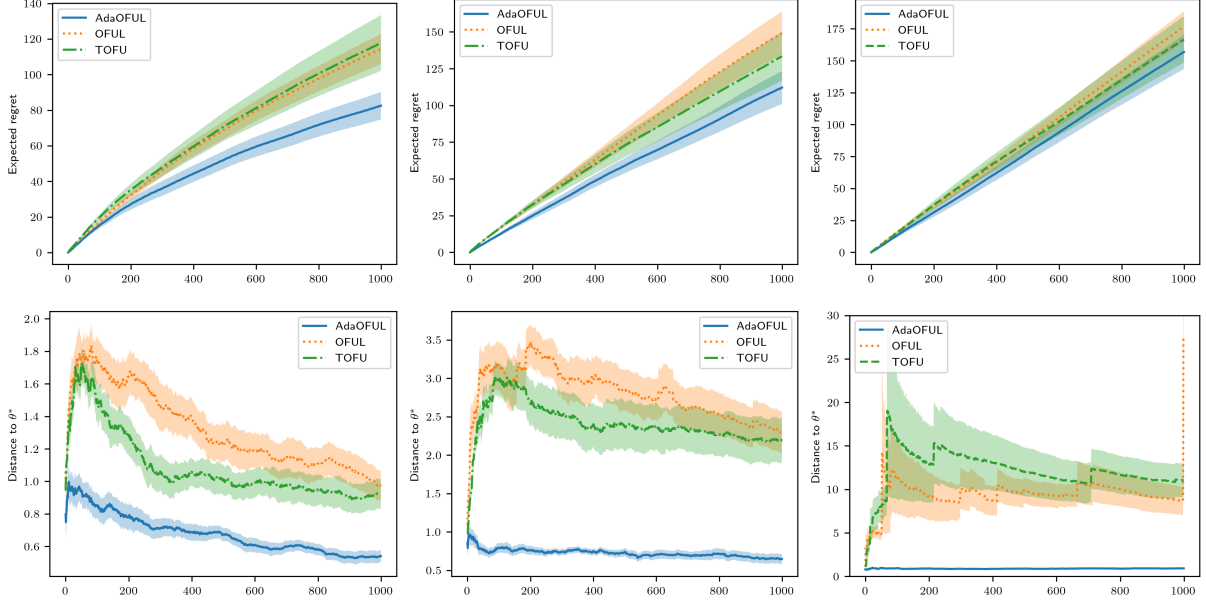 AdaOFUL
OFUL
TOFU
Expected regret
140
120
100
80
60
40
20
0
0 200 400 600 800 1000
AdaOFUL
OFUL
TOFU
Expected regret
150
125
100
75
50
25
0
0 200 400 600 800 1000
AdaOFUL
OFUL
TOFU
Expected regret
175
150
125
100
75
50
25
0
0 200 400 600 800 1000
AdaOFUL
OFUL
TOFU
Distance to θ*
2.0
1.8
1.6
1.4
1.2
1.0
0.8
0.6
0 200 400 600 800 1000
AdaOFUL
OFUL
TOFU
Distance to θ*
3.5
3.0
2.5
2.0
1.5
1.0
0.5
0 200 400 600 800 1000
AdaOFUL
OFUL
TOFU
Distance to θ*
30
25
20
15
10
5
0
0 200 400 600 800 1000